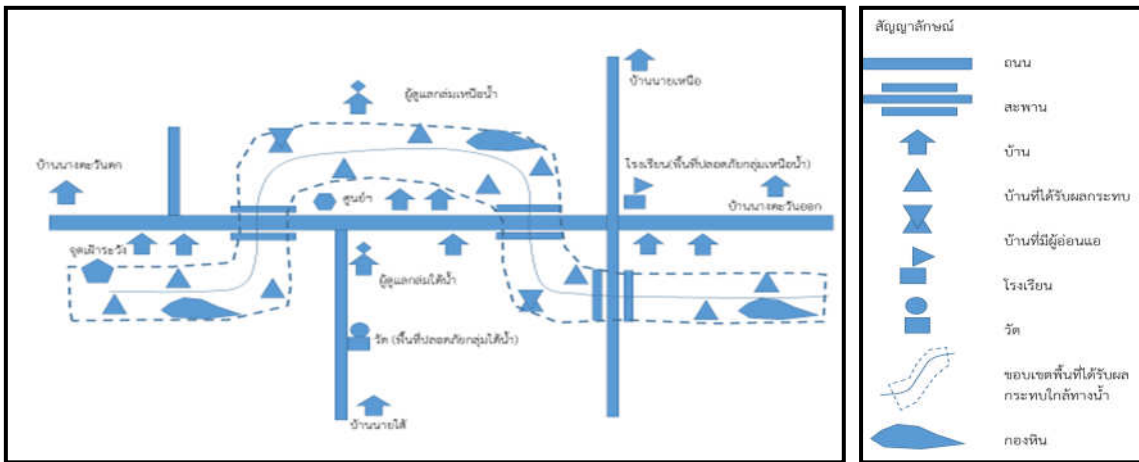 บ้านนายเหนือ
ผู้ดูแลกลุ่มเหนือน้ำ
บ้านนางตะวันตก
โรงเรียน(พื้นที่ปลอดภัยกลุ่มเหนือน้ำ)
ศูนย์ฯ
บ้านนางตะวันออก
จุดเฝ้าระวัง
ผู้ดูแลกลุ่มใต้น้ำ
วัด (พื้นที่ปลอดภัยกลุ่มใต้น้ำ)
บ้านนายใต้
สัญญาลักษณ์
ถนน
สะพาน
บ้าน
บ้านที่ได้รับผลกระทบ
บ้านที่มีผู้อ่อนแอ
โรงเรียน
วัด
ขอบเขตพื้นที่ได้รับผล
กระทบใกล้ทางน้ำ
กองหิน